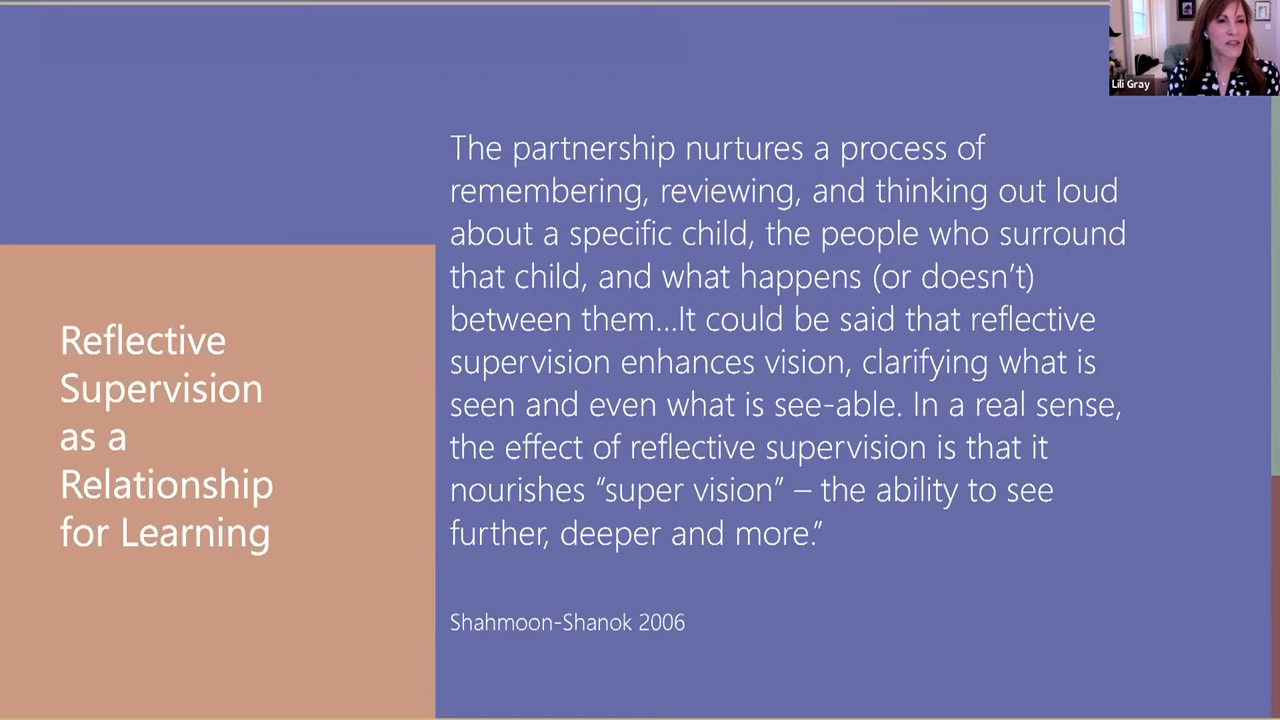 Lili Gray
The partnership nurtures a process of
remembering, reviewing, and thinking out loud
about a specific child, the people who surround
that child, and what happens (or doesn’t)
between them...It could be said that reflective
supervision enhances vision, clarifying what is
seen and even what is see-able. In a real sense,
the effect of reflective supervision is that it
nourishes “super vision” – the ability to see
further, deeper and more.”
Shahmoon-Shanok 2006
Reflective
Supervision
as a
Relationship
for Learning